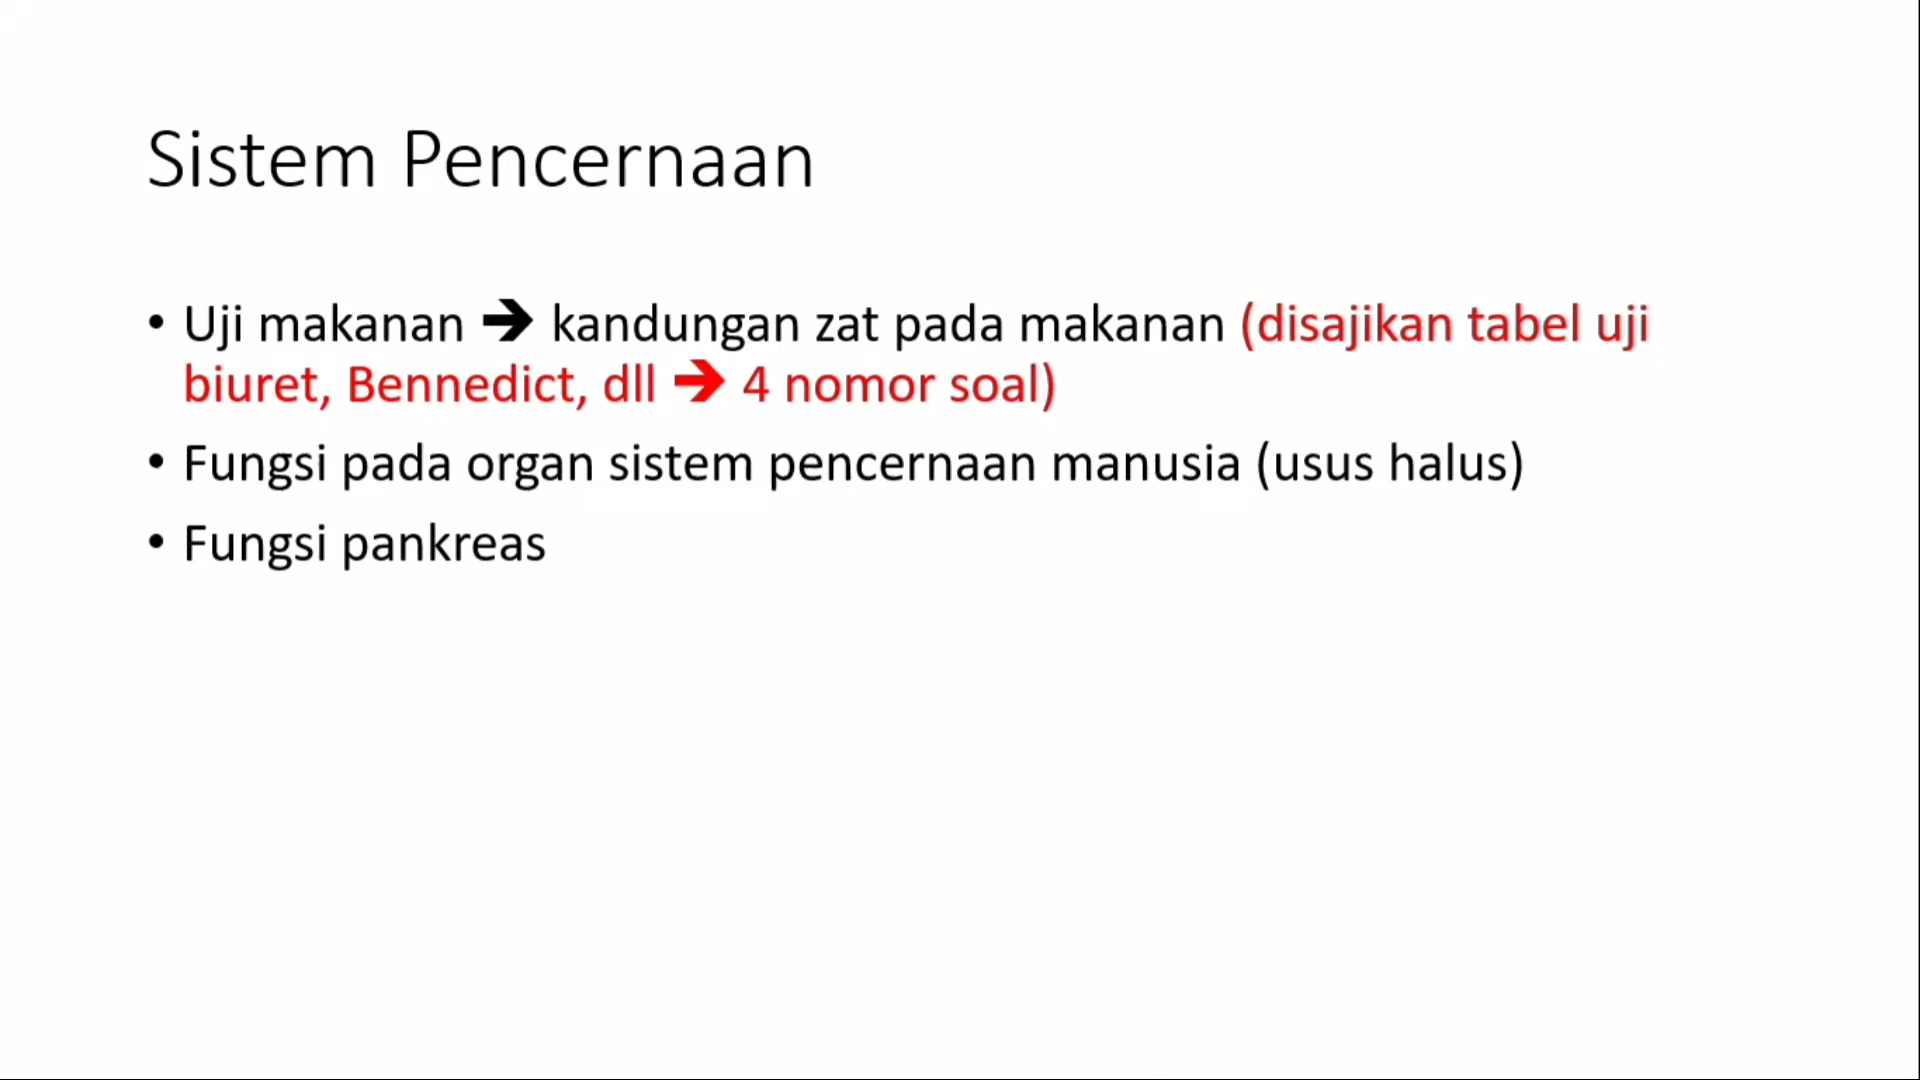 Sistem Pencernaan
• Uji makanan ➔ kandungan zat pada makanan (disajikan tabel uji
biuret, Bennedict, dll ➔ 4 nomor soal)
• Fungsi pada organ sistem pencernaan manusia (usus halus)
• Fungsi pankreas